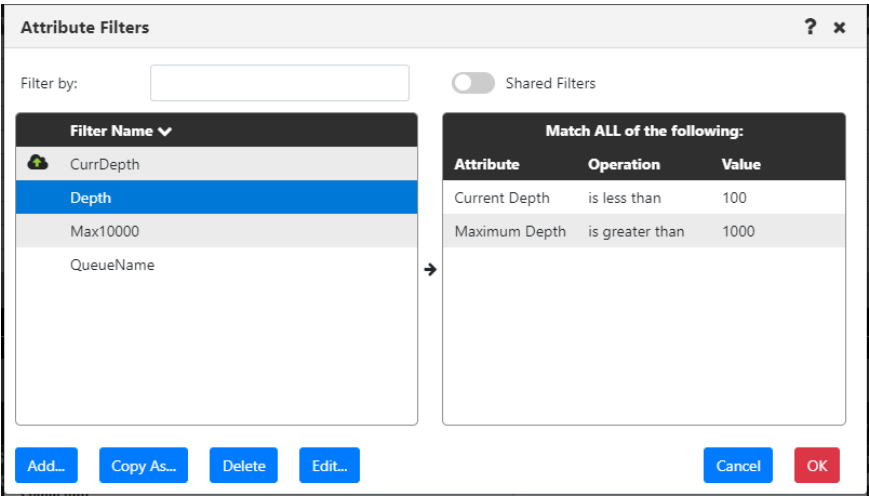 Attribute Filters
Filter by:
Shared Filters
Filter Name
CurrDepth
Depth
Max10000
QueueName
Match ALL of the following:
Attribute Operation Value
Current Depth is less than 100
Maximum Depth is greater than 1000
Add... Copy As... Delete Edit... Cancel OK